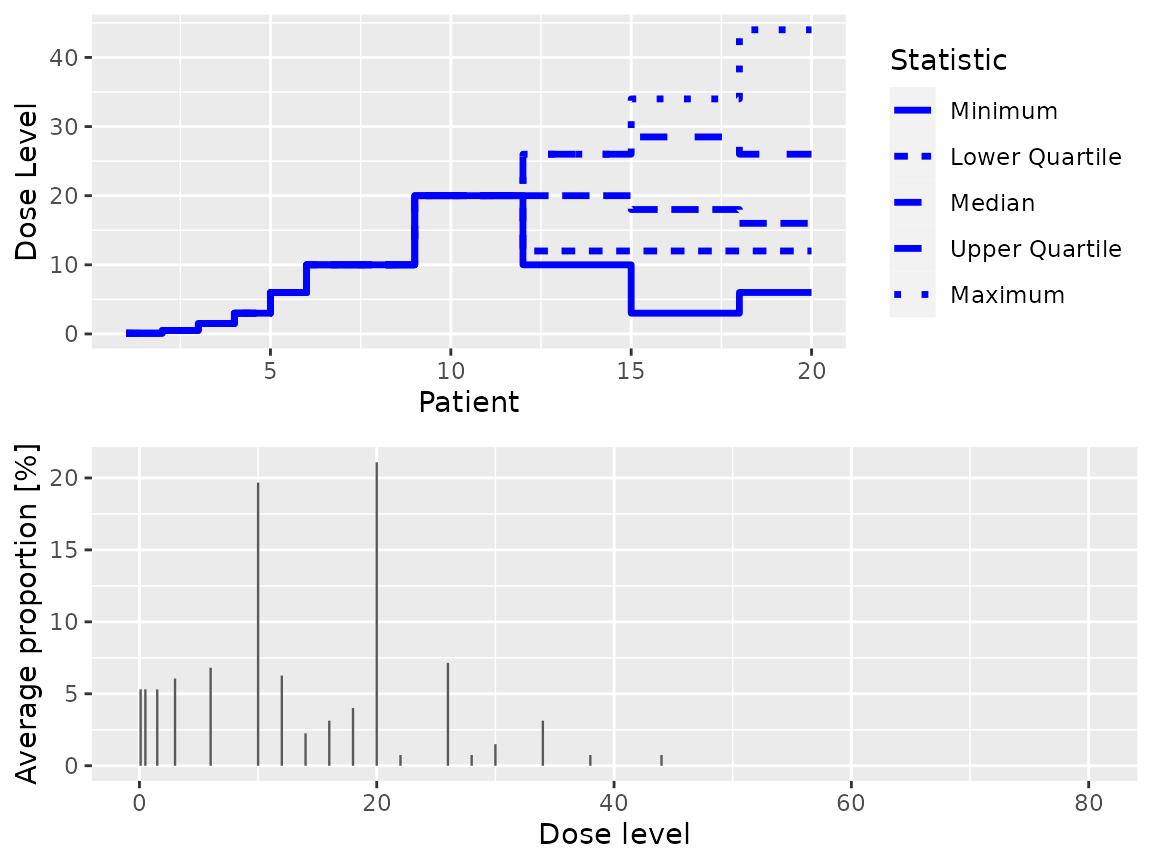 Dose Level
40
30
20
10
0
5
10
15
20
Patient
Statistic
Minimum
Lower Quartile
Median
Upper Quartile
Maximum
Average proportion [%]
20
15
10
5
0
0
20
40
60
80
Dose level